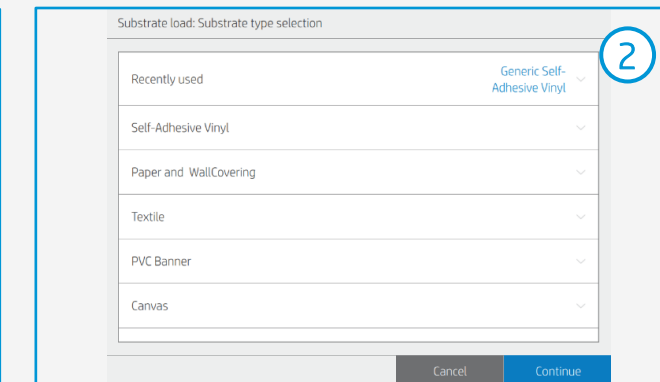 Substrate load: Substrate type selection
2
Recently used
Generic Self-
Adhesive Vinyl
Self-Adhesive Vinyl
Paper and WallCovering
Textile
PVC Banner
Canvas
Cancel
Continue